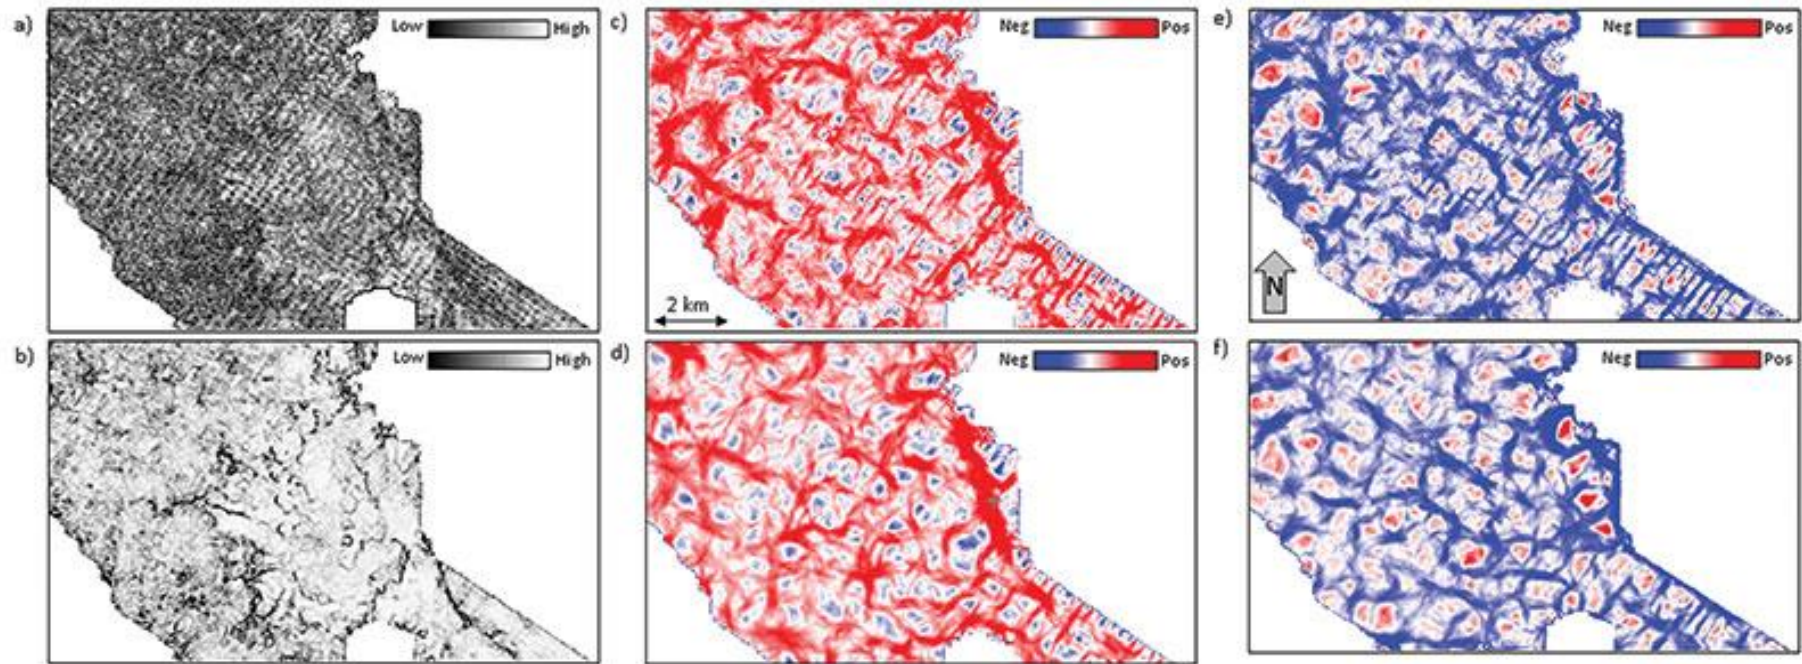 a)
Low High
c)
Neg Pos
2 km
e)
Neg Pos
N
b)
Low High
d)
Neg Pos
f)
Neg Pos